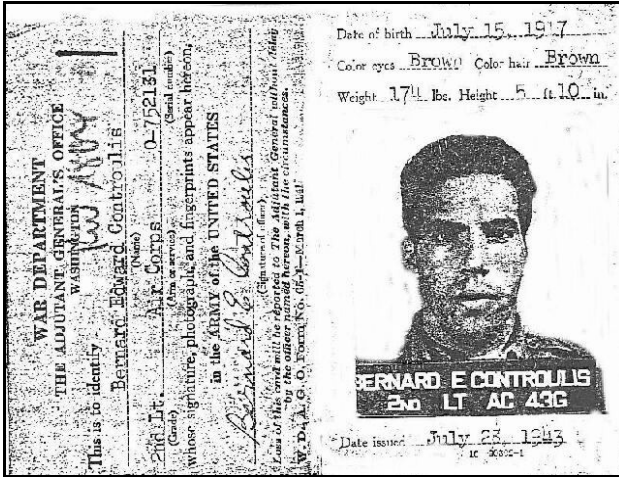 WAR DEPARTMENT
THE ADJUTANT GENERAL'S OFFICE
WASHINGTON
This is to identify
Bernard Edward Controulis
(Name)
2nd Lt. Air Corps O-752131
(Grade) (Arm or service) (Serial number)
whose signature, photograph, and fingerprints appear hereon,
in the ARMY of the UNITED STATES
Bernard E Controulis
(Signature of officer)
Loss of this card will be reported to The Adjutant General without delay
by the officer named hereon, with the circumstances.
W. D., A. G. O. Form No. 65-1—March 1,
Date of birth July 15, 1917
Color eyes Brown Color hair Brown
Weight 174 lbs. Height 5 ft 10 in.
BERNARD E CONTROULIS
2ND LT AC 43G
Date issued July 23, 1943